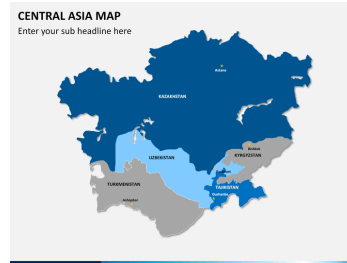 CENTRAL ASIA MAP
Enter your sub headline here
Astana
KAZAKHSTAN
Bishkek
KYRGYZSTAN
UZBEKISTAN
TURKMENISTAN
TAJIKISTAN
Dushanbe
Ashgabat